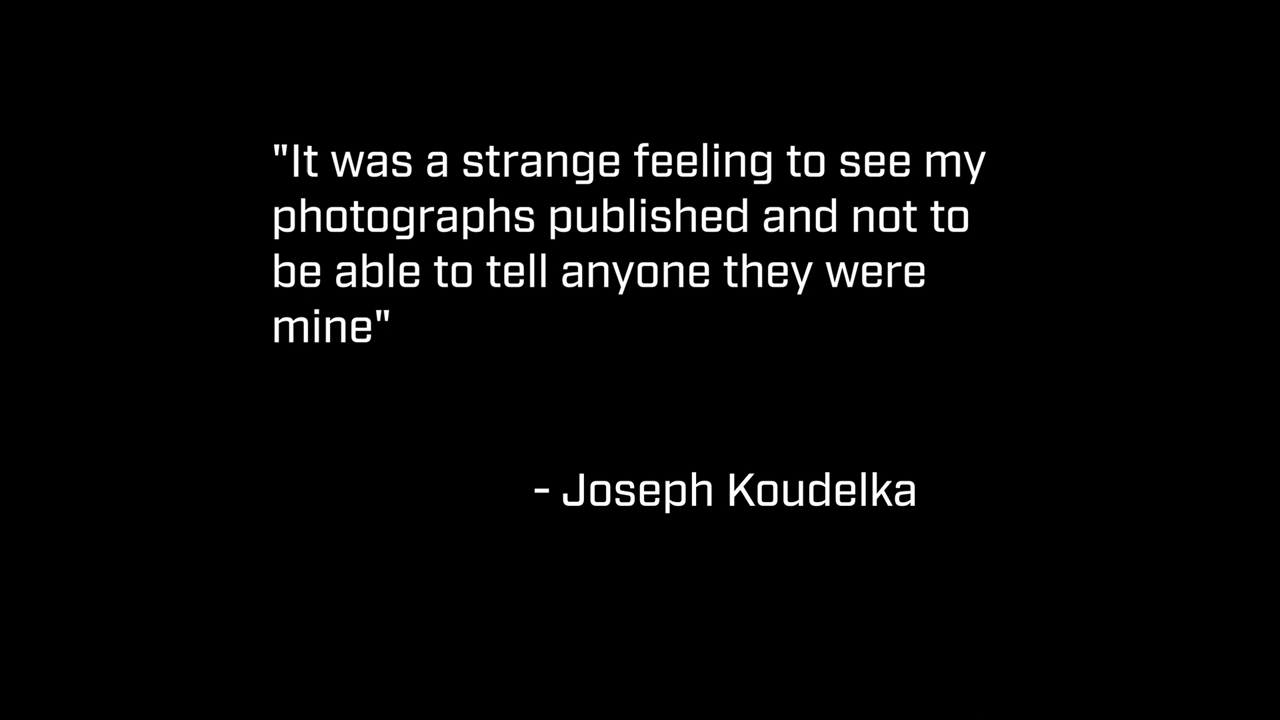 "It was a strange feeling to see my
photographs published and not to
be able to tell anyone they were
mine"
- Joseph Koudelka